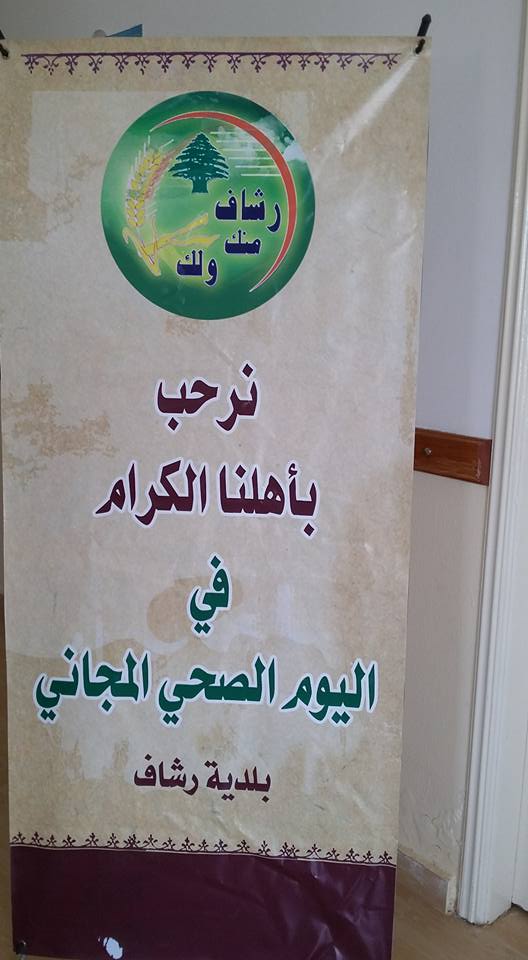 رشاف
منك
ولك
نرحب
بأهلنا الكرام
في
اليوم الصحي المجاني
بلدية رشاف